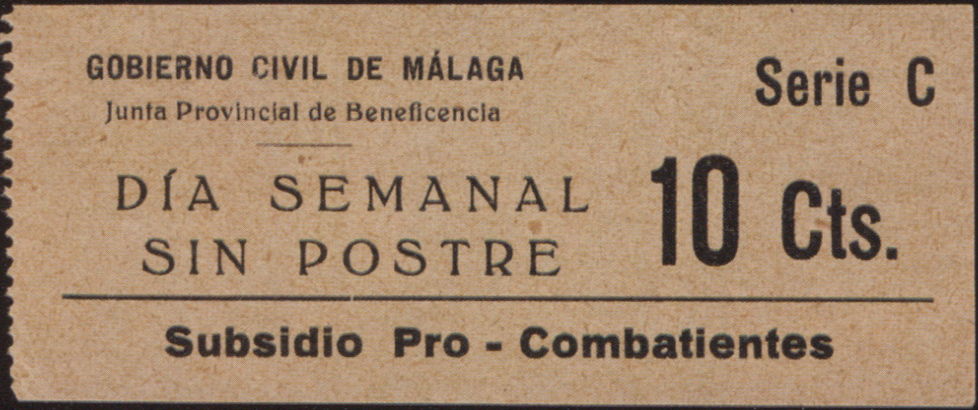 GOBIERNO CIVIL DE MÁLAGA
Junta Provincial de Beneficencia
Serie C
DÍA SEMANAL
SIN POSTRE
10 Cts.
Subsidio Pro - Combatientes